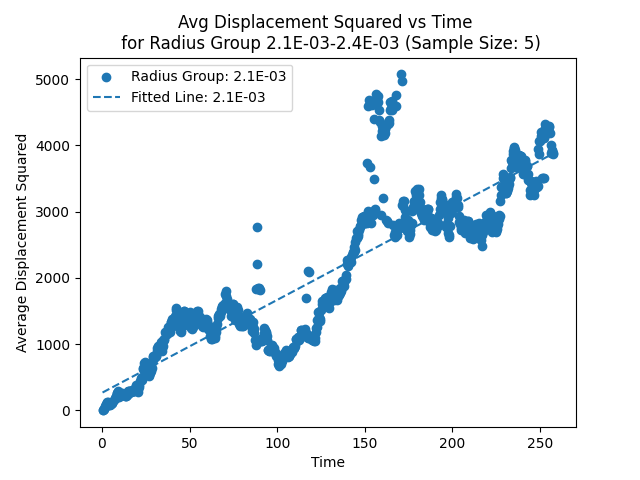 Avg Displacement Squared vs Time
for Radius Group 2.1E-03-2.4E-03 (Sample Size: 5)
Radius Group: 2.1E-03
Fitted Line: 2.1E-03
Average Displacement Squared
5000
4000
3000
2000
1000
0
0 50 100 150 200 250
Time